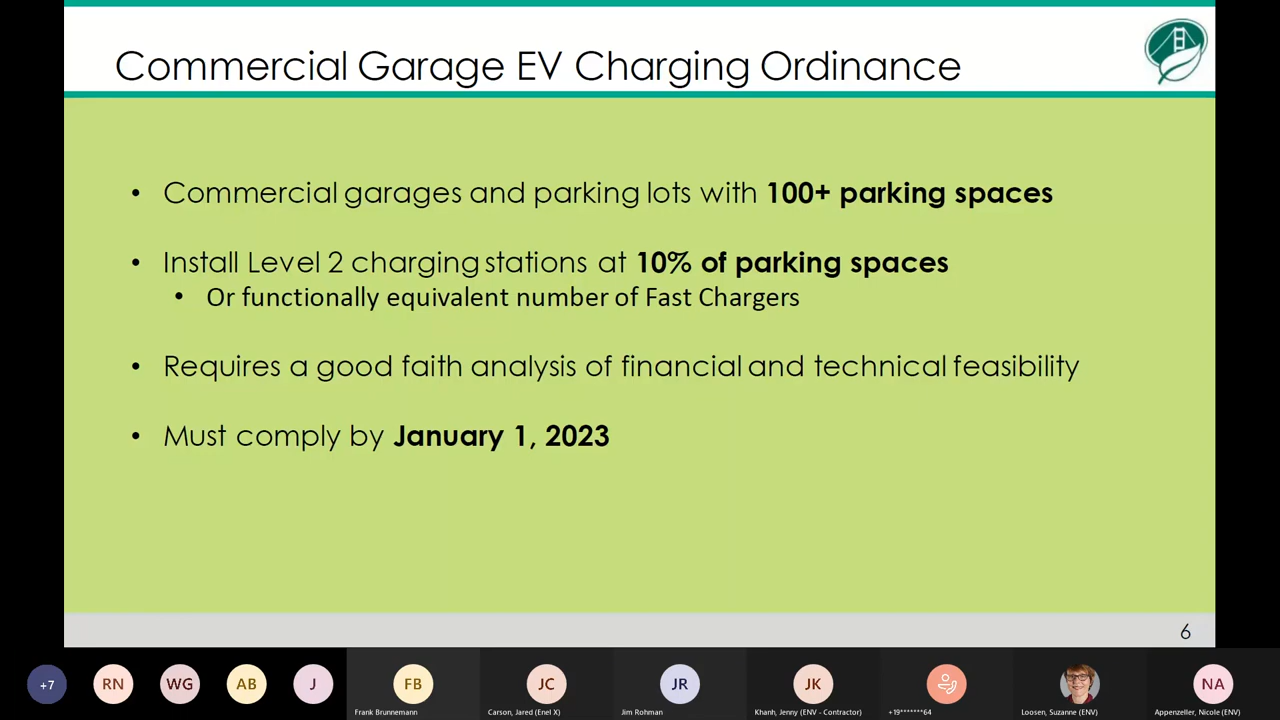 Commercial Garage EV Charging Ordinance
• Commercial garages and parking lots with 100+ parking spaces
• Install Level 2 charging stations at 10% of parking spaces
• Or functionally equivalent number of Fast Chargers
• Requires a good faith analysis of financial and technical feasibility
• Must comply by January 1, 2023
6
+7 RN WG AB J FB JC JR JK NA
Frank Brunnemann Carson, Jared (Enel X) Jim Rohman Khanh, Jenny (ENV - Contractor) +19*******64 Loosen, Suzanne (ENV) Appenzeller, Nicole (ENV)